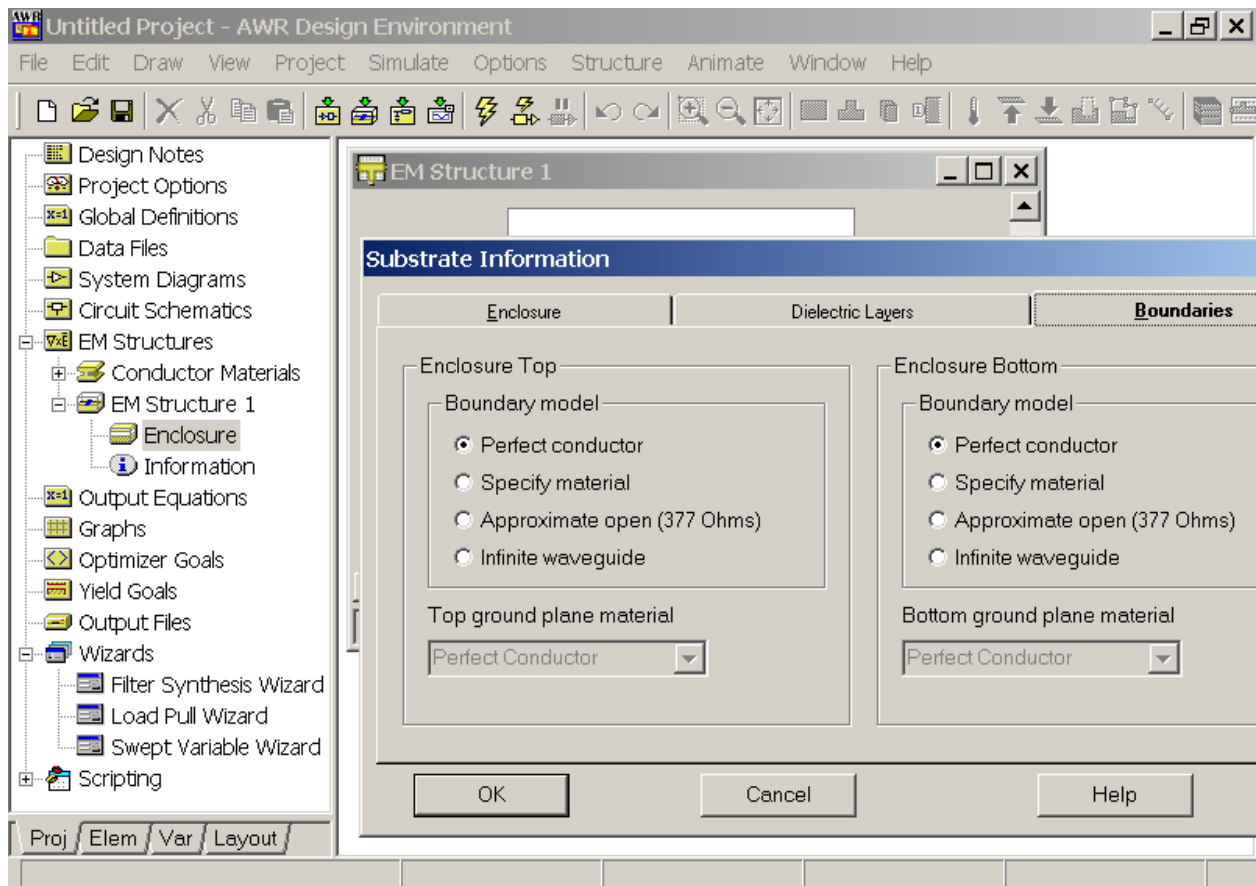 AWR Untitled Project - AWR Design Environment
File Edit Draw View Project Simulate Options Structure Animate Window Help
Design Notes
Project Options
X=1 Global Definitions
Data Files
System Diagrams
Circuit Schematics
EM Structures
Conductor Materials
EM Structure 1
Enclosure
Information
X=1 Output Equations
Graphs
Optimizer Goals
Yield Goals
Output Files
Wizards
Filter Synthesis Wizard
Load Pull Wizard
Swept Variable Wizard
Scripting
Proj Elem Var Layout
EM Structure 1
Substrate Information
Enclosure Dielectric Layers Boundaries
Enclosure Top
Boundary model
Perfect conductor
Specify material
Approximate open (377 Ohms)
Infinite waveguide
Top ground plane material
Perfect Conductor
Enclosure Bottom
Boundary model
Perfect conductor
Specify material
Approximate open (377 Ohms)
Infinite waveguide
Bottom ground plane material
Perfect Conductor
OK Cancel Help